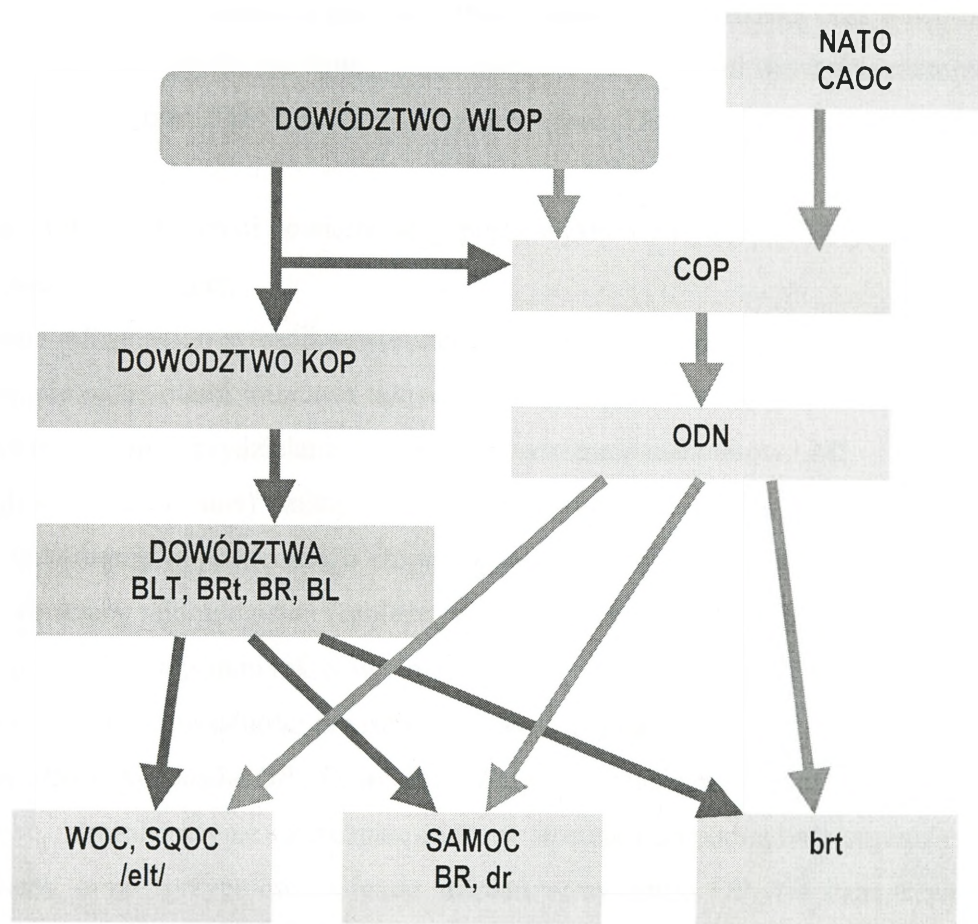 NATO
CAOC
DOWÓDZTWO WLOP
COP
DOWÓDZTWO KOP
ODN
DOWÓDZTWA
BLT, BRt, BR, BL
WOC, SQOC
/elt/
SAMOC
BR, dr
brt